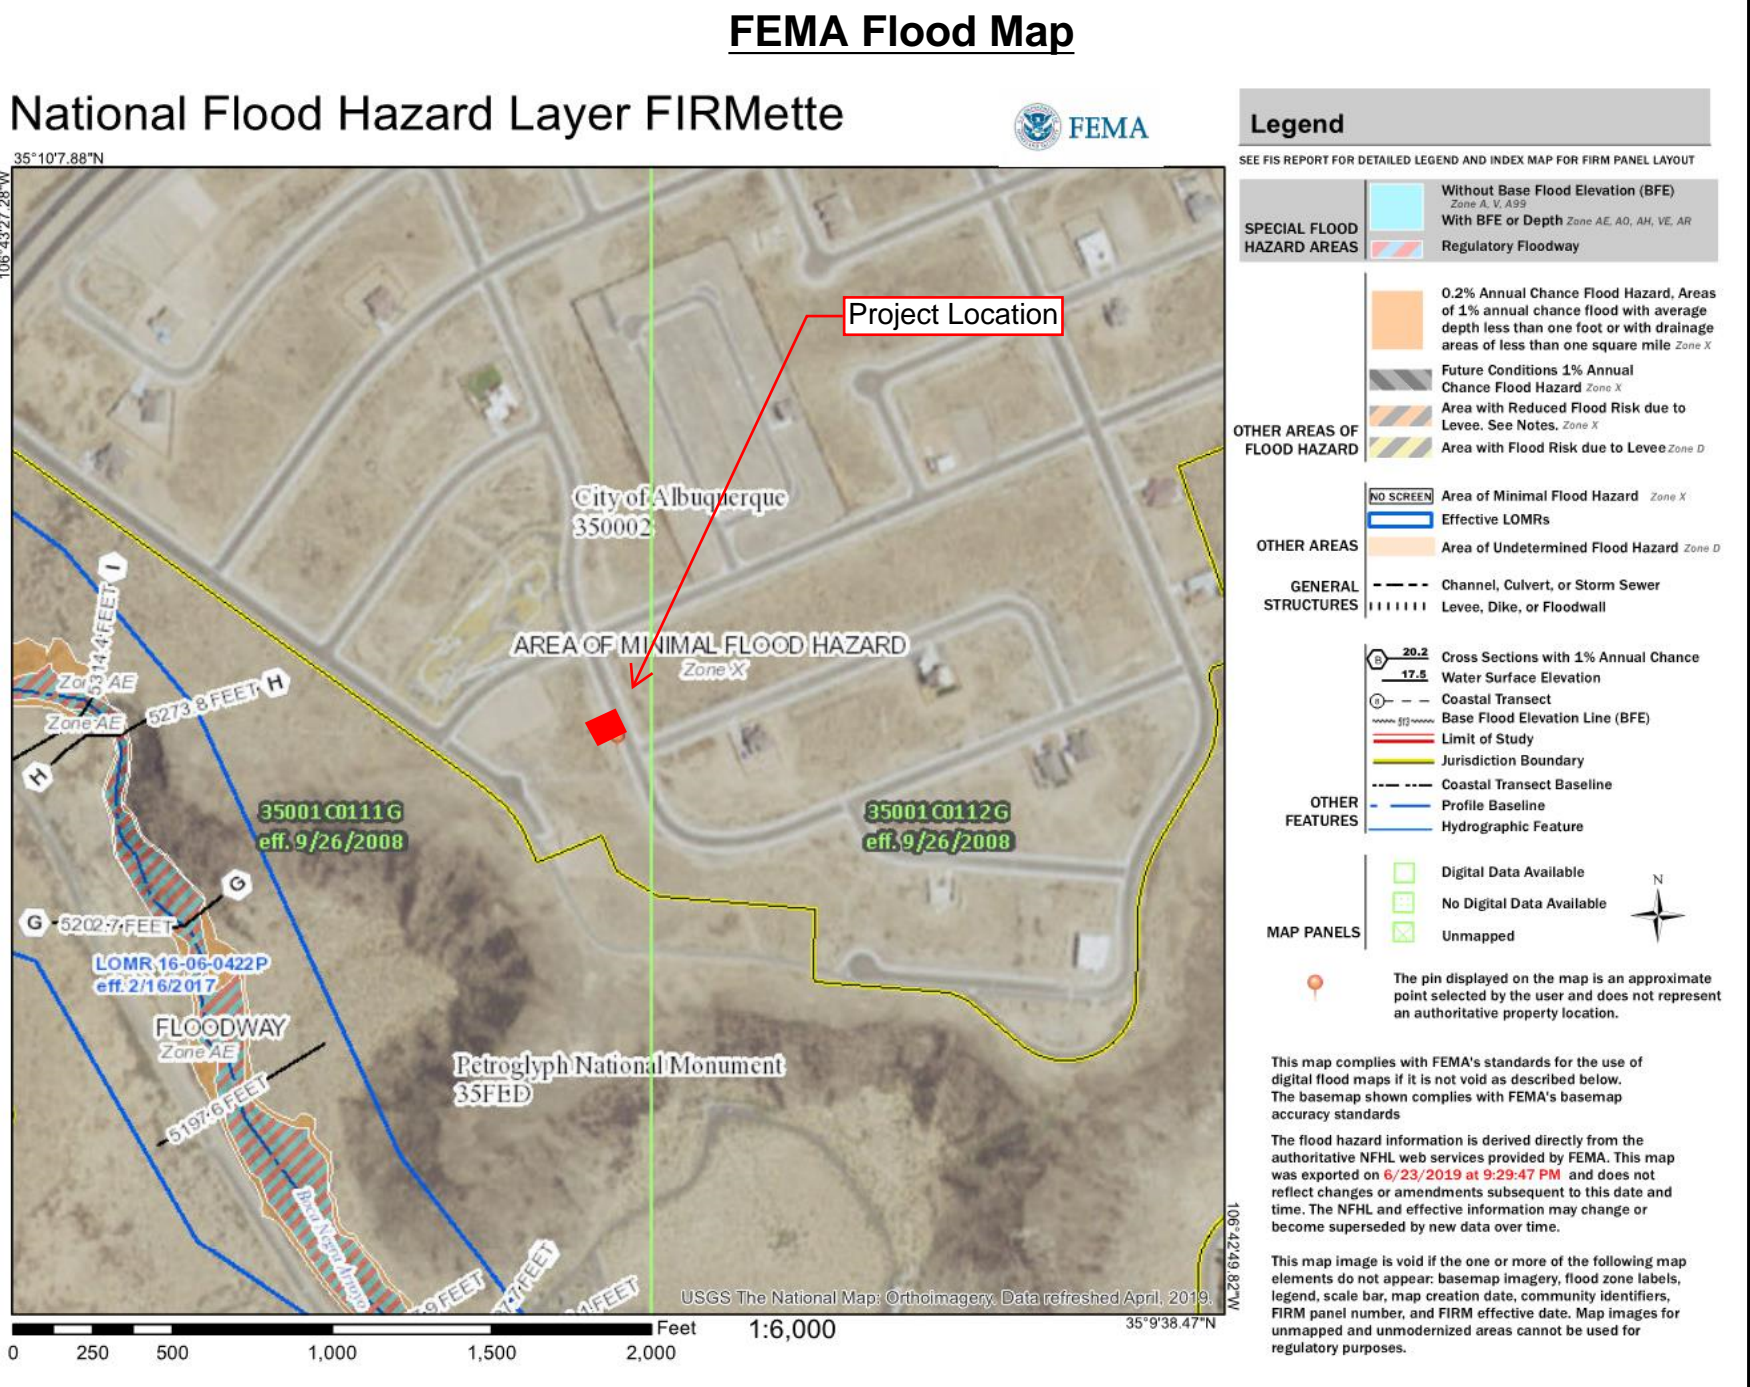 FEMA Flood Map
National Flood Hazard Layer FIRMette
FEMA
35°10'7.88"N
106°43'27.28"W
Project Location
City of Albuquerque
350002
AREA OF MINIMAL FLOOD HAZARD
Zone X
I
5314.4 FEET
Zone AE
5273.8 FEET
H
Zone AE
H
35001C0111G
eff. 9/26/2008
35001C0112G
eff. 9/26/2008
G
G
5202.7 FEET
LOMR 16-06-0422P
eff. 2/16/2017
FLOODWAY
Zone AE
5197.6 FEET
Petroglyph National Monument
35FED
Boca Negra Arroyo
FEET
FEET
FEET
USGS The National Map: Orthoimagery. Data refreshed April, 2019.
106°42'49.82"W
35°9'38.47"N
Feet
1:6,000
0 250 500 1,000 1,500 2,000
Legend
SEE FIS REPORT FOR DETAILED LEGEND AND INDEX MAP FOR FIRM PANEL LAYOUT
SPECIAL FLOOD
HAZARD AREAS
Without Base Flood Elevation (BFE)
Zone A, V, A99
With BFE or Depth Zone AE, AO, AH, VE, AR
Regulatory Floodway
OTHER AREAS OF
FLOOD HAZARD
0.2% Annual Chance Flood Hazard, Areas
of 1% annual chance flood with average
depth less than one foot or with drainage
areas of less than one square mile Zone X
Future Conditions 1% Annual
Chance Flood Hazard Zone X
Area with Reduced Flood Risk due to
Levee. See Notes. Zone X
Area with Flood Risk due to Levee Zone D
OTHER AREAS
NO SCREEN Area of Minimal Flood Hazard Zone X
Effective LOMRs
Area of Undetermined Flood Hazard Zone D
GENERAL
STRUCTURES
Channel, Culvert, or Storm Sewer
Levee, Dike, or Floodwall
OTHER
FEATURES
B 20.2 Cross Sections with 1% Annual Chance
17.5 Water Surface Elevation
8 Coastal Transect
513 Base Flood Elevation Line (BFE)
Limit of Study
Jurisdiction Boundary
Coastal Transect Baseline
Profile Baseline
Hydrographic Feature
MAP PANELS
Digital Data Available
No Digital Data Available
Unmapped
N
The pin displayed on the map is an approximate
point selected by the user and does not represent
an authoritative property location.
This map complies with FEMA's standards for the use of
digital flood maps if it is not void as described below.
The basemap shown complies with FEMA's basemap
accuracy standards
The flood hazard information is derived directly from the
authoritative NFHL web services provided by FEMA. This map
was exported on 6/23/2019 at 9:29:47 PM and does not
reflect changes or amendments subsequent to this date and
time. The NFHL and effective information may change or
become superseded by new data over time.
This map image is void if the one or more of the following map
elements do not appear: basemap imagery, flood zone labels,
legend, scale bar, map creation date, community identifiers,
FIRM panel number, and FIRM effective date. Map images for
unmapped and unmodernized areas cannot be used for
regulatory purposes.